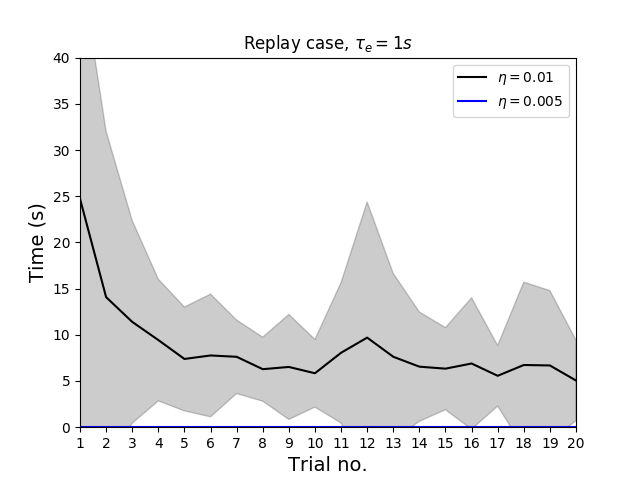 Replay case, τ_e = 1s
40
35
30
25
20
15
10
5
0
Time (s)
η = 0.01
η = 0.005
1 2 3 4 5 6 7 8 9 10 11 12 13 14 15 16 17 18 19 20
Trial no.